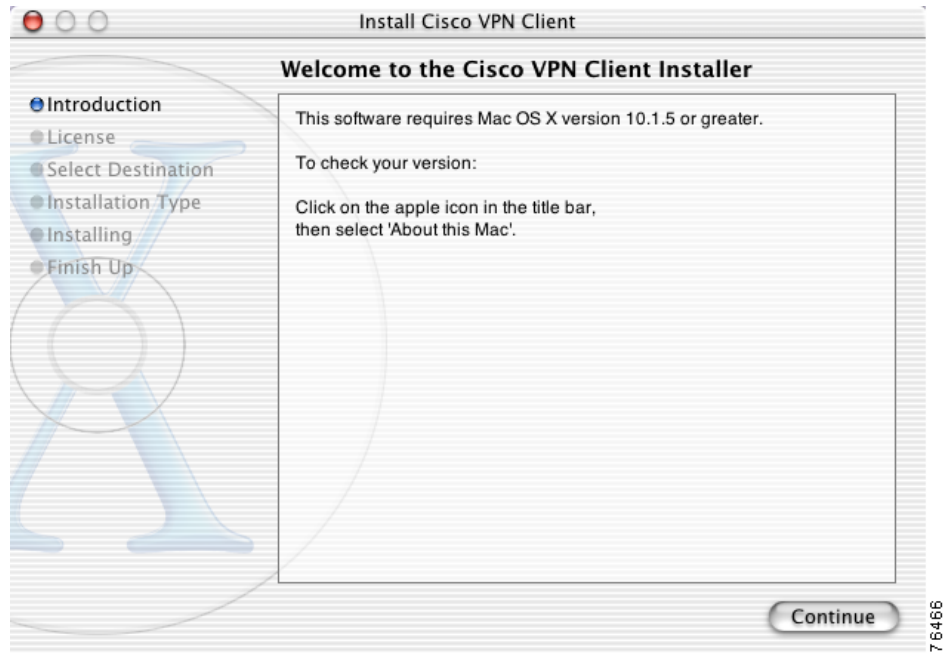 Install Cisco VPN Client
Welcome to the Cisco VPN Client Installer
Introduction
License
Select Destination
Installation Type
Installing
Finish Up
This software requires Mac OS X version 10.1.5 or greater.
To check your version:
Click on the apple icon in the title bar,
then select 'About this Mac'.
Continue
76466